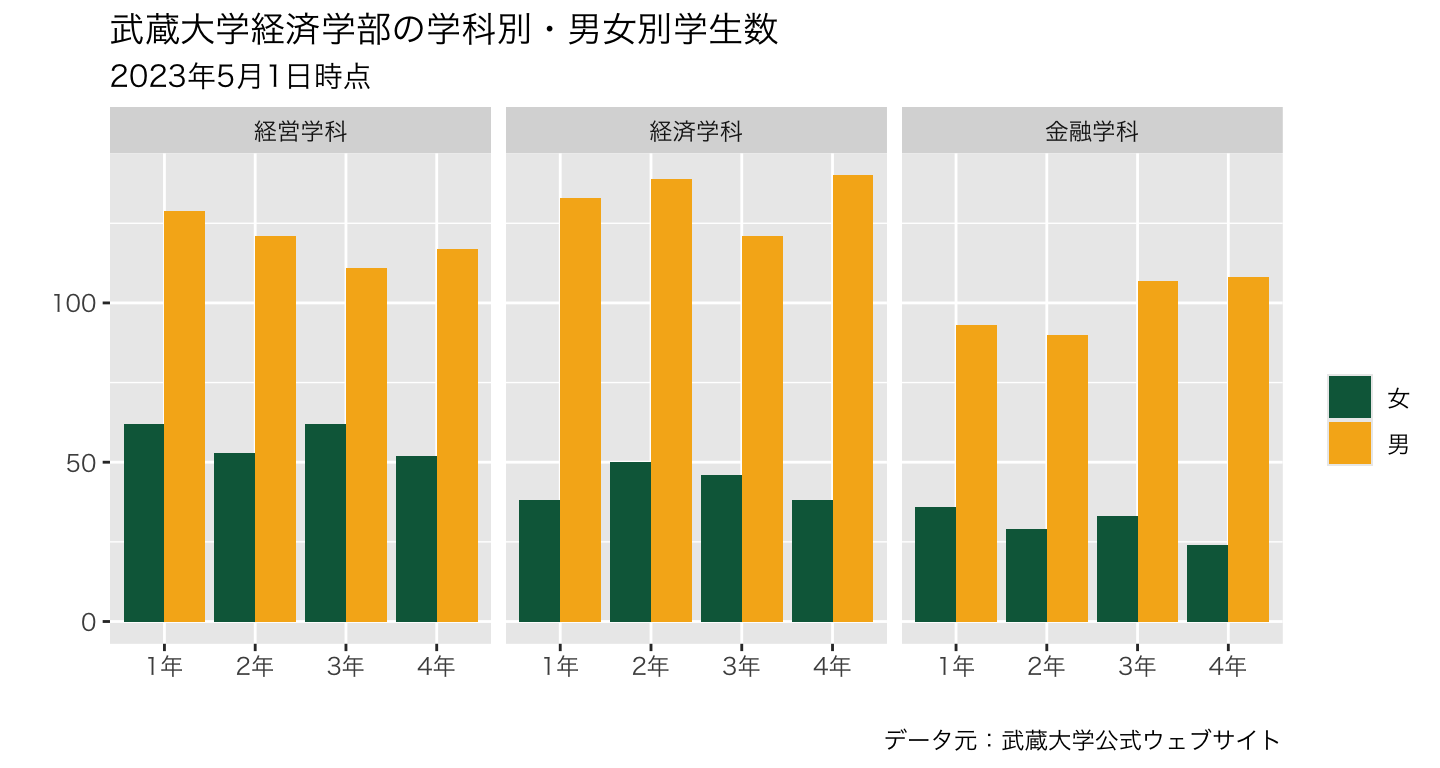 武蔵大学経済学部の学科別・男女別学生数
2023年5月1日時点
経営学科 経済学科 金融学科
100
50
0
1年 2年 3年 4年 1年 2年 3年 4年 1年 2年 3年 4年
女
男
データ元：武蔵大学公式ウェブサイト